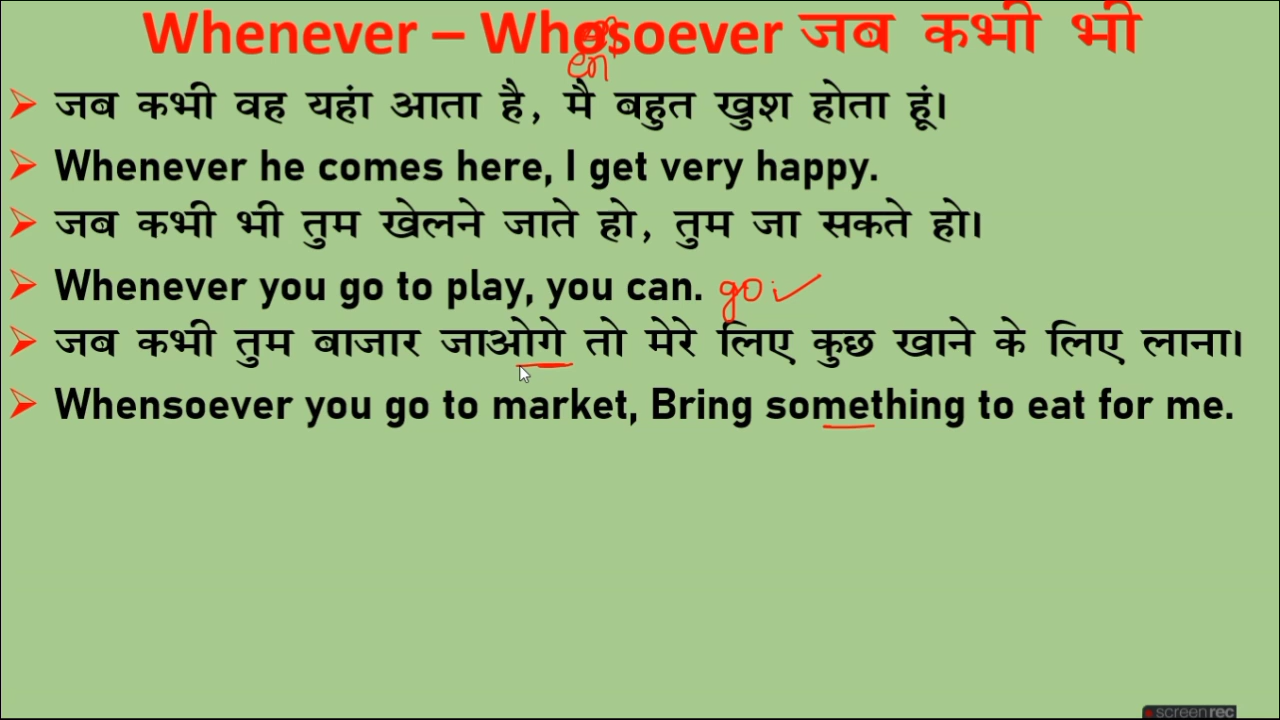 Whenever – Whosoever जब कभी भी
en
➢ जब कभी वह यहां आता है, मै बहुत खुश होता हूं।
➢ Whenever he comes here, I get very happy.
➢ जब कभी भी तुम खेलने जाते हो, तुम जा सकते हो।
➢ Whenever you go to play, you can. go ✓
➢ जब कभी तुम बाजार जाओगे तो मेरे लिए कुछ खाने के लिए लाना।
➢ Whensoever you go to market, Bring something to eat for me.
screenrec